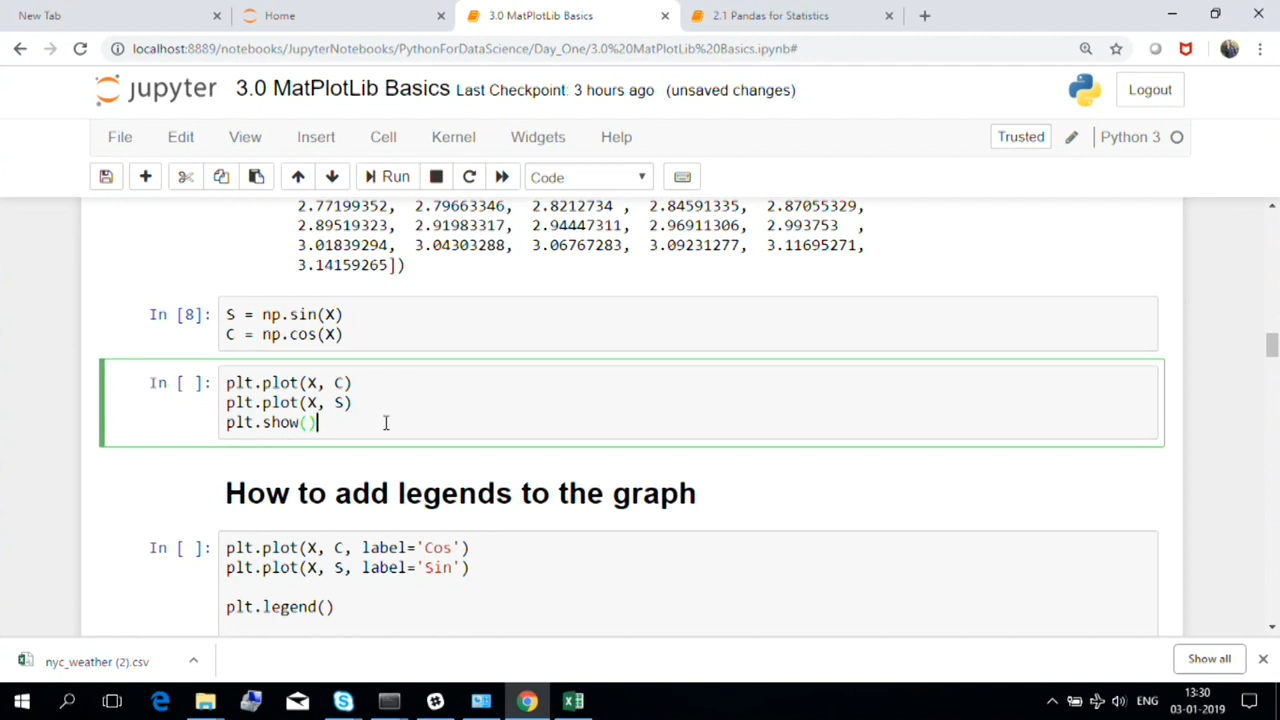 New Tab
Home
3.0 MatPlotLib Basics
2.1 Pandas for Statistics
localhost:8889/notebooks/JupyterNotebooks/PythonForDataScience/Day_One/3.0%20MatPlotLib%20Basics.ipynb#
jupyter 3.0 MatPlotLib Basics Last Checkpoint: 3 hours ago (unsaved changes)
Logout
File Edit View Insert Cell Kernel Widgets Help
Trusted Python 3
Run Code
2.77199352, 2.79663346, 2.8212734 , 2.84591335, 2.87055329,
2.89519323, 2.91983317, 2.94447311, 2.96911306, 2.993753 ,
3.01839294, 3.04303288, 3.06767283, 3.09231277, 3.11695271,
3.14159265])
In [8]: S = np.sin(X)
C = np.cos(X)
In [ ]: plt.plot(X, C)
plt.plot(X, S)
plt.show()
How to add legends to the graph
In [ ]: plt.plot(X, C, label='Cos')
plt.plot(X, S, label='Sin')
plt.legend()
nyc_weather (2).csv
Show all
ENG
13:30
03-01-2019